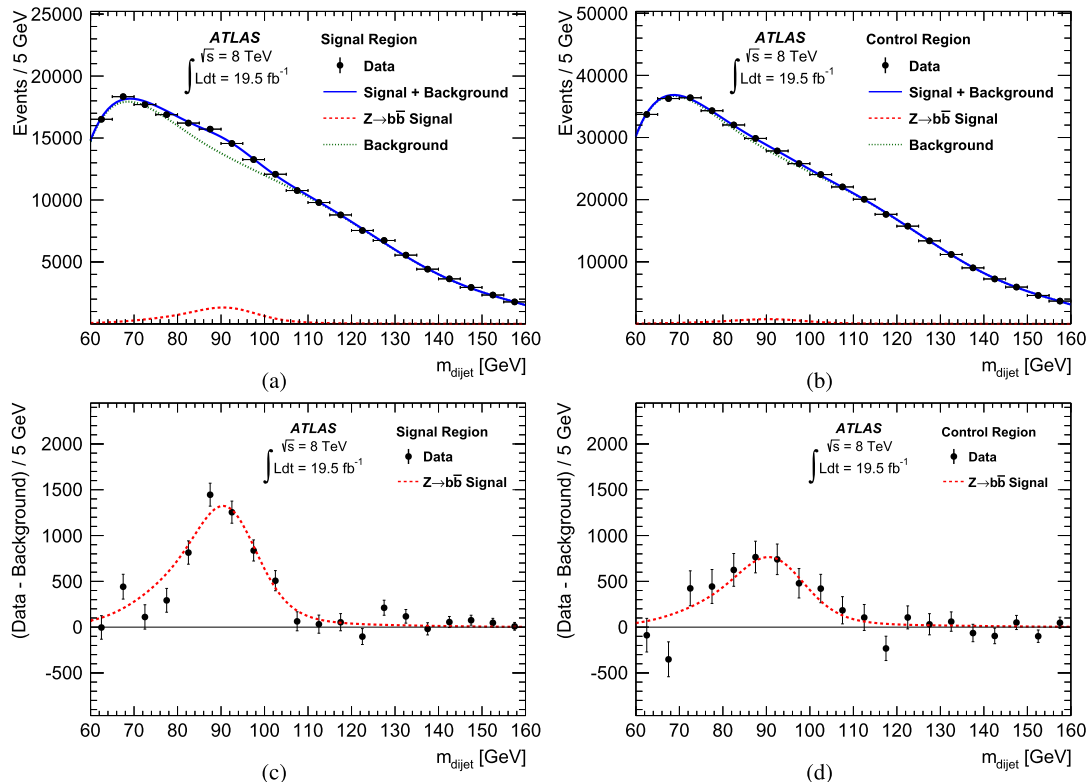 Events / 5 GeV
25000
20000
15000
10000
5000
ATLAS
√s = 8 TeV
∫ Ldt = 19.5 fb⁻¹
Signal Region
Data
Signal + Background
Z→bb̅ Signal
Background
60 70 80 90 100 110 120 130 140 150 160
m_dijet [GeV]
(a)
Events / 5 GeV
50000
40000
30000
20000
10000
ATLAS
√s = 8 TeV
∫ Ldt = 19.5 fb⁻¹
Control Region
Data
Signal + Background
Z→bb̅ Signal
Background
60 70 80 90 100 110 120 130 140 150 160
m_dijet [GeV]
(b)
(Data - Background) / 5 GeV
2000
1500
1000
500
0
-500
ATLAS
√s = 8 TeV
∫ Ldt = 19.5 fb⁻¹
Signal Region
Data
Z→bb̅ Signal
60 70 80 90 100 110 120 130 140 150 160
m_dijet [GeV]
(c)
(Data - Background) / 5 GeV
2000
1500
1000
500
0
-500
ATLAS
√s = 8 TeV
∫ Ldt = 19.5 fb⁻¹
Control Region
Data
Z→bb̅ Signal
60 70 80 90 100 110 120 130 140 150 160
m_dijet [GeV]
(d)